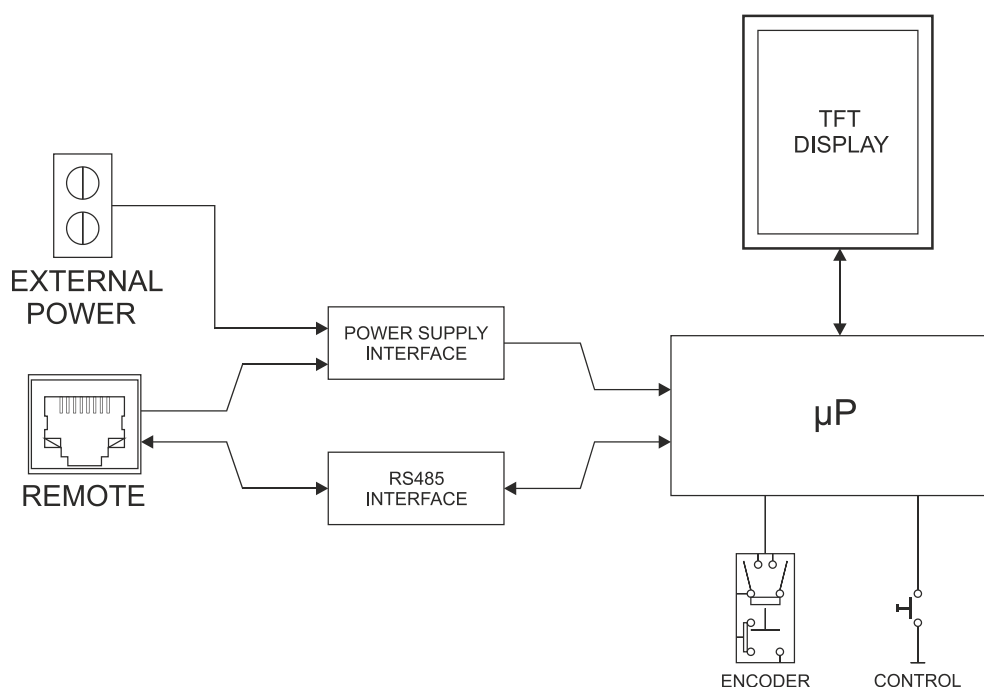 TFT
DISPLAY
EXTERNAL
POWER
POWER SUPPLY
INTERFACE
µP
REMOTE
RS485
INTERFACE
ENCODER
CONTROL